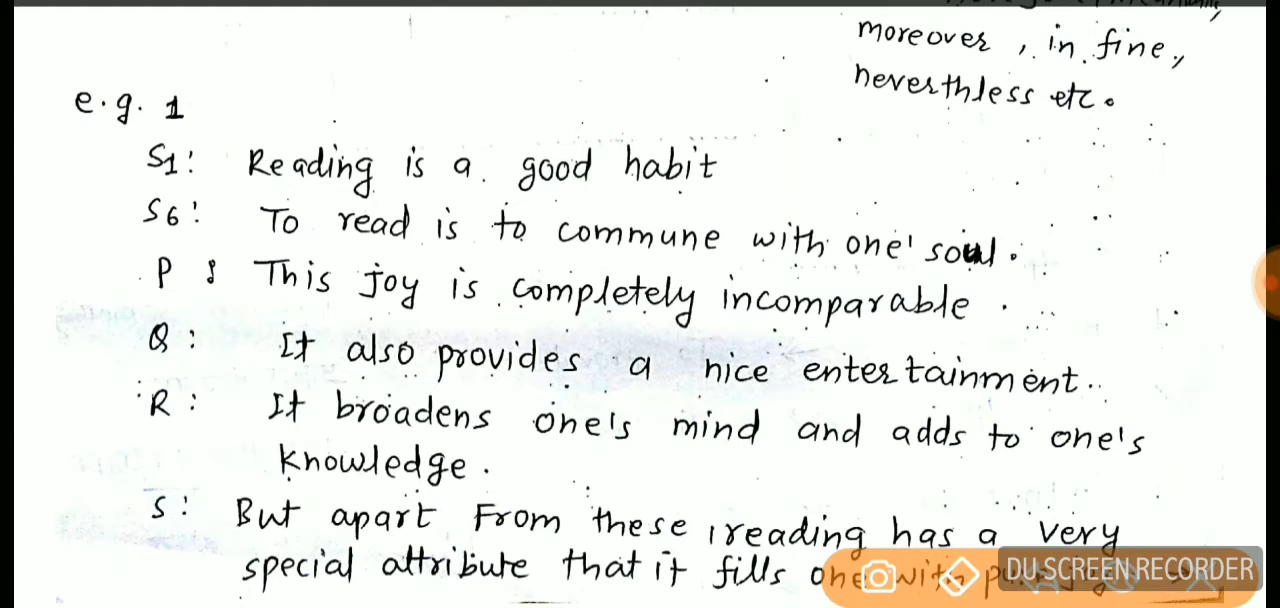 moreover, in fine,
neverthless etc.
e.g. 1
S1: Reading is a good habit
S6: To read is to commune with one' soul.
P : This joy is completely incomparable.
Q : It also provides a nice entertainment.
R : It broadens one's mind and adds to one's
knowledge.
S : But apart from these, reading has a very
special attribute that it fills one with
DU SCREEN RECORDER